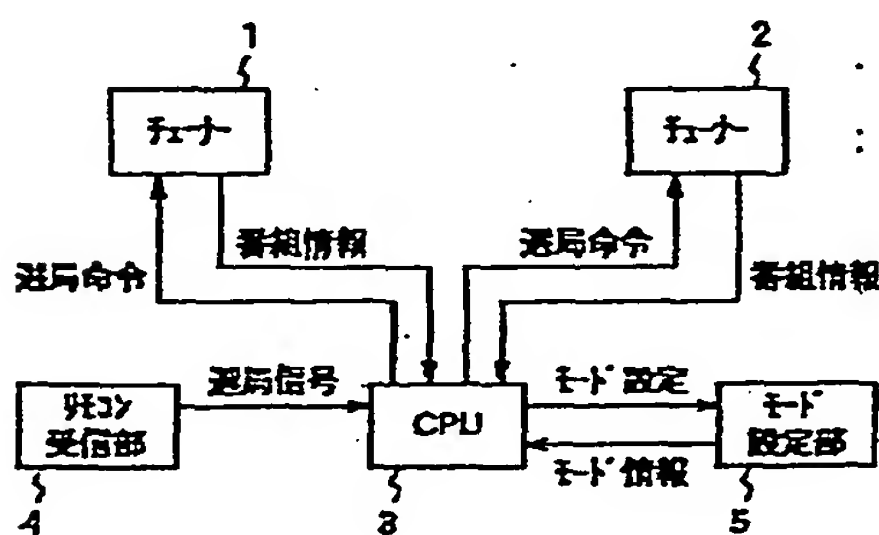 1
2
チューナー
チューナー
番組情報
選局命令
選局命令
番組情報
選局信号
モード設定
リモコン
受信部
CPU
モード
設定部
モード情報
4
3
5